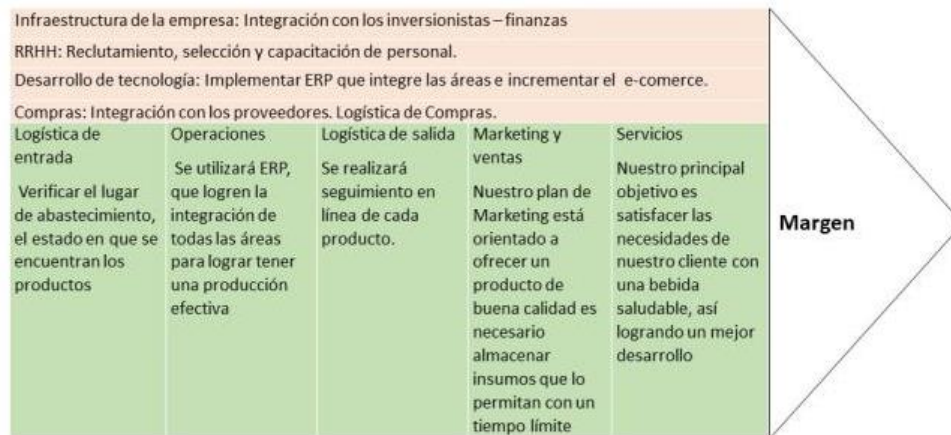 Infraestructura de la empresa: Integración con los inversionistas – finanzas
RRHH: Reclutamiento, selección y capacitación de personal.
Desarrollo de tecnología: Implementar ERP que integre las áreas e incrementar el e-comerce.
Compras: Integración con los proveedores. Logística de Compras.
Logística de
entrada
Verificar el lugar
de abastecimiento,
el estado en que se
encuentran los
productos
Operaciones
Se utilizará ERP,
que logren la
integración de
todas las áreas
para lograr tener
una producción
efectiva
Logística de salida
Se realizará
seguimiento en
línea de cada
producto.
Marketing y
ventas
Nuestro plan de
Marketing está
orientado a
ofrecer un
producto de
buena calidad es
necesario
almacenar
insumos que lo
permitan con un
tiempo límite
Servicios
Nuestro principal
objetivo es
satisfacer las
necesidades de
nuestro cliente con
una bebida
saludable, así
logrando un mejor
desarrollo
Margen